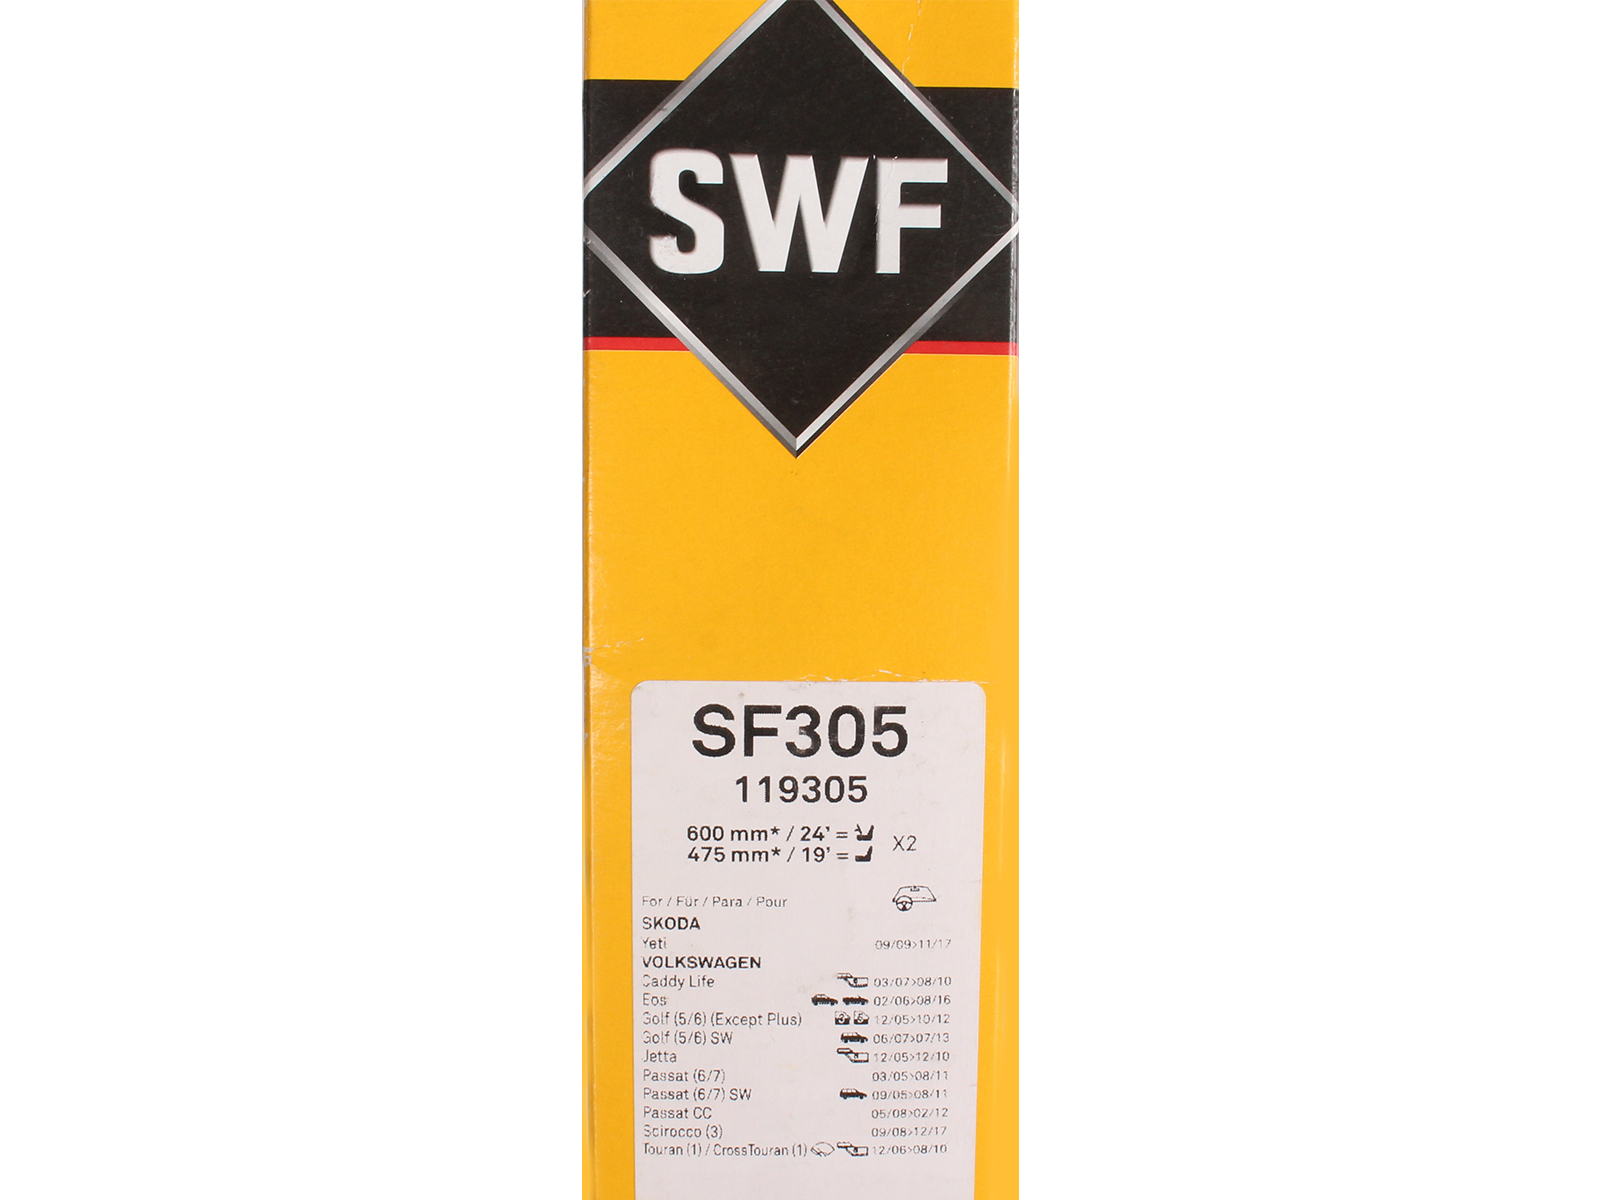 SWF
SF305
119305
600 mm* / 24' =
475 mm* / 19' =
X2
For / Für / Para / Pour
SKODA
Yeti 09/09>11/17
VOLKSWAGEN
Caddy Life 03/07>08/10
Eos 02/06>08/16
Golf (5/6) (Except Plus) 3 5 12/05>10/12
Golf (5/6) SW 06/07>07/13
Jetta 12/05>12/10
Passat (6/7) 03/05>08/11
Passat (6/7) SW 09/05>08/11
Passat CC 05/08>02/12
Scirocco (3) 09/08>12/17
Touran (1) / CrossTouran (1) 12/06>08/10